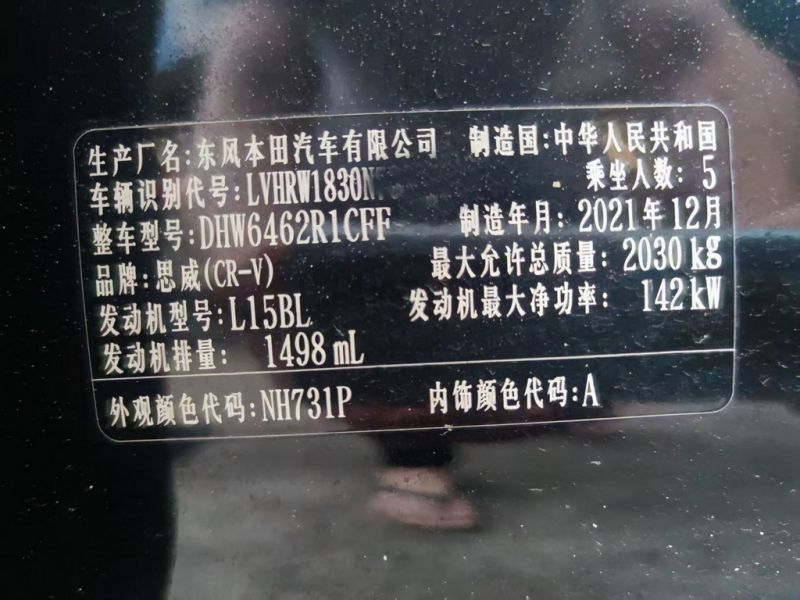 生产厂名:东风本田汽车有限公司 制造国:中华人民共和国
车辆识别代号:LVHRW1830N 乘坐人数:5
整车型号:DHW6462R1CFF 制造年月:2021年12月
品牌:思威(CR-V) 最大允许总质量:2030 kg
发动机型号:L15BL 发动机最大净功率:142 kW
发动机排量:1498 mL
外观颜色代码:NH731P 内饰颜色代码:A